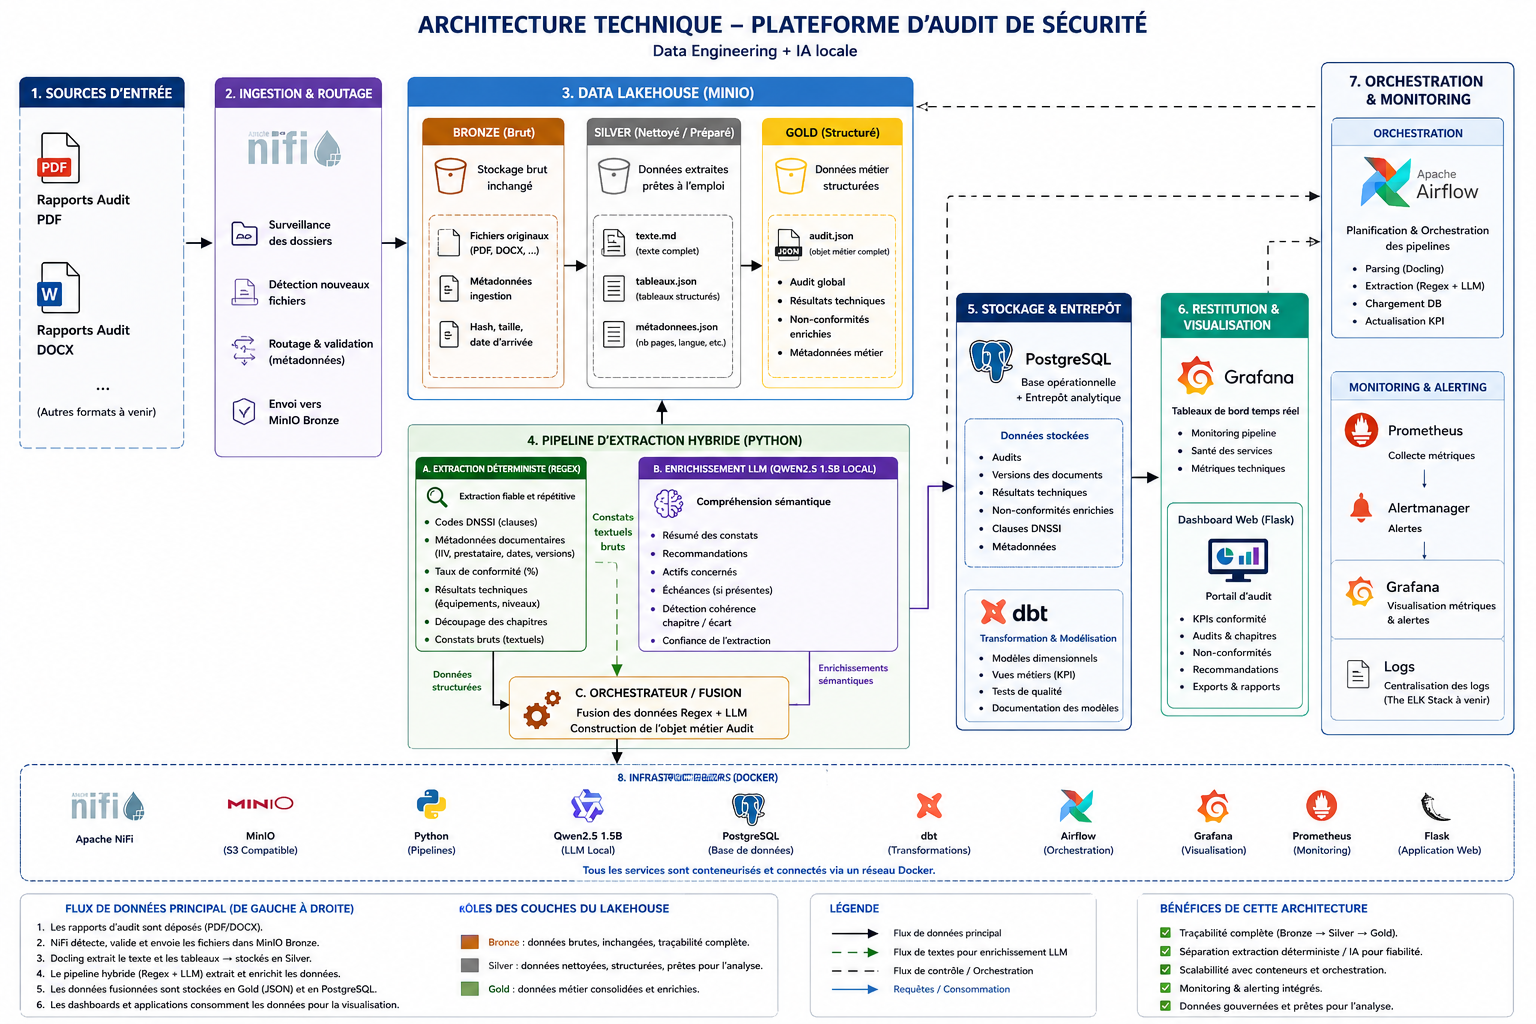 ARCHITECTURE TECHNIQUE – PLATEFORME D'AUDIT DE SÉCURITÉ
Data Engineering + IA locale
1. SOURCES D'ENTRÉE
PDF
Rapports Audit
PDF
W
Rapports Audit
DOCX
...
(Autres formats à venir)
2. INGESTION & ROUTAGE
nifi
Surveillance
des dossiers
Détection nouveaux
fichiers
Routage & validation
(métadonnées)
Envoi vers
MinIO Bronze
3. DATA LAKEHOUSE (MINIO)
BRONZE (Brut)
Stockage brut
inchangé
Fichiers originaux
(PDF, DOCX, ...)
Métadonnées
ingestion
Hash, taille,
date d'arrivée
SILVER (Nettoyé / Préparé)
Données extraites
prêtes à l'emploi
texte.md
(texte complet)
tableaux.json
(tableaux structurés)
métadonnees.json
(nb pages, langue, etc.)
GOLD (Structuré)
Données métier
structurées
JSON
audit.json
(objet métier complet)
• Audit global
• Résultats techniques
• Non-conformités
enrichies
• Métadonnées métier
4. PIPELINE D'EXTRACTION HYBRIDE (PYTHON)
A. EXTRACTION DÉTERMINISTE (REGEX)
Extraction fiable et répétitive
• Codes DNSSI (clauses)
• Métadonnées documentaires
(IIV, prestataire, dates, versions)
• Taux de conformité (%)
• Résultats techniques
(équipements, niveaux)
• Découpage des chapitres
• Constats bruts (textuels)
Constats
textuels
bruts
B. ENRICHISSEMENT LLM (QWEN2.5 1.5B LOCAL)
Compréhension sémantique
• Résumé des constats
• Recommandations
• Actifs concernés
• Échéances (si présentes)
• Détection cohérence
chapitre / écart
• Confiance de l'extraction
Données
structurées
Enrichissements
sémantiques
C. ORCHESTRATEUR / FUSION
Fusion des données Regex + LLM
Construction de l'objet métier Audit
5. STOCKAGE & ENTREPÔT
PostgreSQL
Base opérationnelle
+ Entrepôt analytique
Données stockées
• Audits
• Versions des documents
• Résultats techniques
• Non-conformités enrichies
• Clauses DNSSI
• Métadonnées
dbt
Transformation & Modélisation
• Modèles dimensionnels
• Vues métiers (KPI)
• Tests de qualité
• Documentation des modèles
6. RESTITUTION &
VISUALISATION
Grafana
Tableaux de bord temps réel
• Monitoring pipeline
• Santé des services
• Métriques techniques
Dashboard Web (Flask)
Portail d'audit
• KPIs conformité
• Audits & chapitres
• Non-conformités
• Recommandations
• Exports & rapports
7. ORCHESTRATION
& MONITORING
ORCHESTRATION
Apache
Airflow
Planification & Orchestration
des pipelines
• Parsing (Docling)
• Extraction (Regex + LLM)
• Chargement DB
• Actualisation KPI
MONITORING & ALERTING
Prometheus
Collecte métriques
Alertmanager
Alertes
Grafana
Visualisation métriques
& alertes
Logs
Centralisation des logs
(The ELK Stack à venir)
8. (DOCKER)
nifi
Apache NiFi
MINIO
MinIO
(S3 Compatible)
Python
(Pipelines)
Qwen2.5 1.5B
(LLM Local)
PostgreSQL
(Base de données)
dbt
(Transformations)
Airflow
(Orchestration)
Grafana
(Visualisation)
Prometheus
(Monitoring)
Flask
(Application Web)
Tous les services sont conteneurisés et connectés via un réseau Docker.
FLUX DE DONNÉES PRINCIPAL (DE GAUCHE À DROITE)
1. Les rapports d'audit sont déposés (PDF/DOCX).
2. NiFi détecte, valide et envoie les fichiers dans MinIO Bronze.
3. Docling extrait le texte et les tableaux → stockés en Silver.
4. Le pipeline hybride (Regex + LLM) extrait et enrichit les données.
5. Les données fusionnées sont stockées en Gold (JSON) et en PostgreSQL.
6. Les dashboards et applications consomment les données pour la visualisation.
RÔLES DES COUCHES DU LAKEHOUSE
Bronze : données brutes, inchangées, traçabilité complète.
Silver : données nettoyées, structurées, prêtes pour l'analyse.
Gold : données métier consolidées et enrichies.
LÉGENDE
Flux de données principal
Flux de textes pour enrichissement LLM
Flux de contrôle / Orchestration
Requêtes / Consommation
BÉNÉFICES DE CETTE ARCHITECTURE
Traçabilité complète (Bronze → Silver → Gold).
Séparation extraction déterministe / IA pour fiabilité.
Scalabillité avec conteneurs et orchestration.
Monitoring & alerting intégrés.
Données gouvernées et prêtes pour l'analyse.